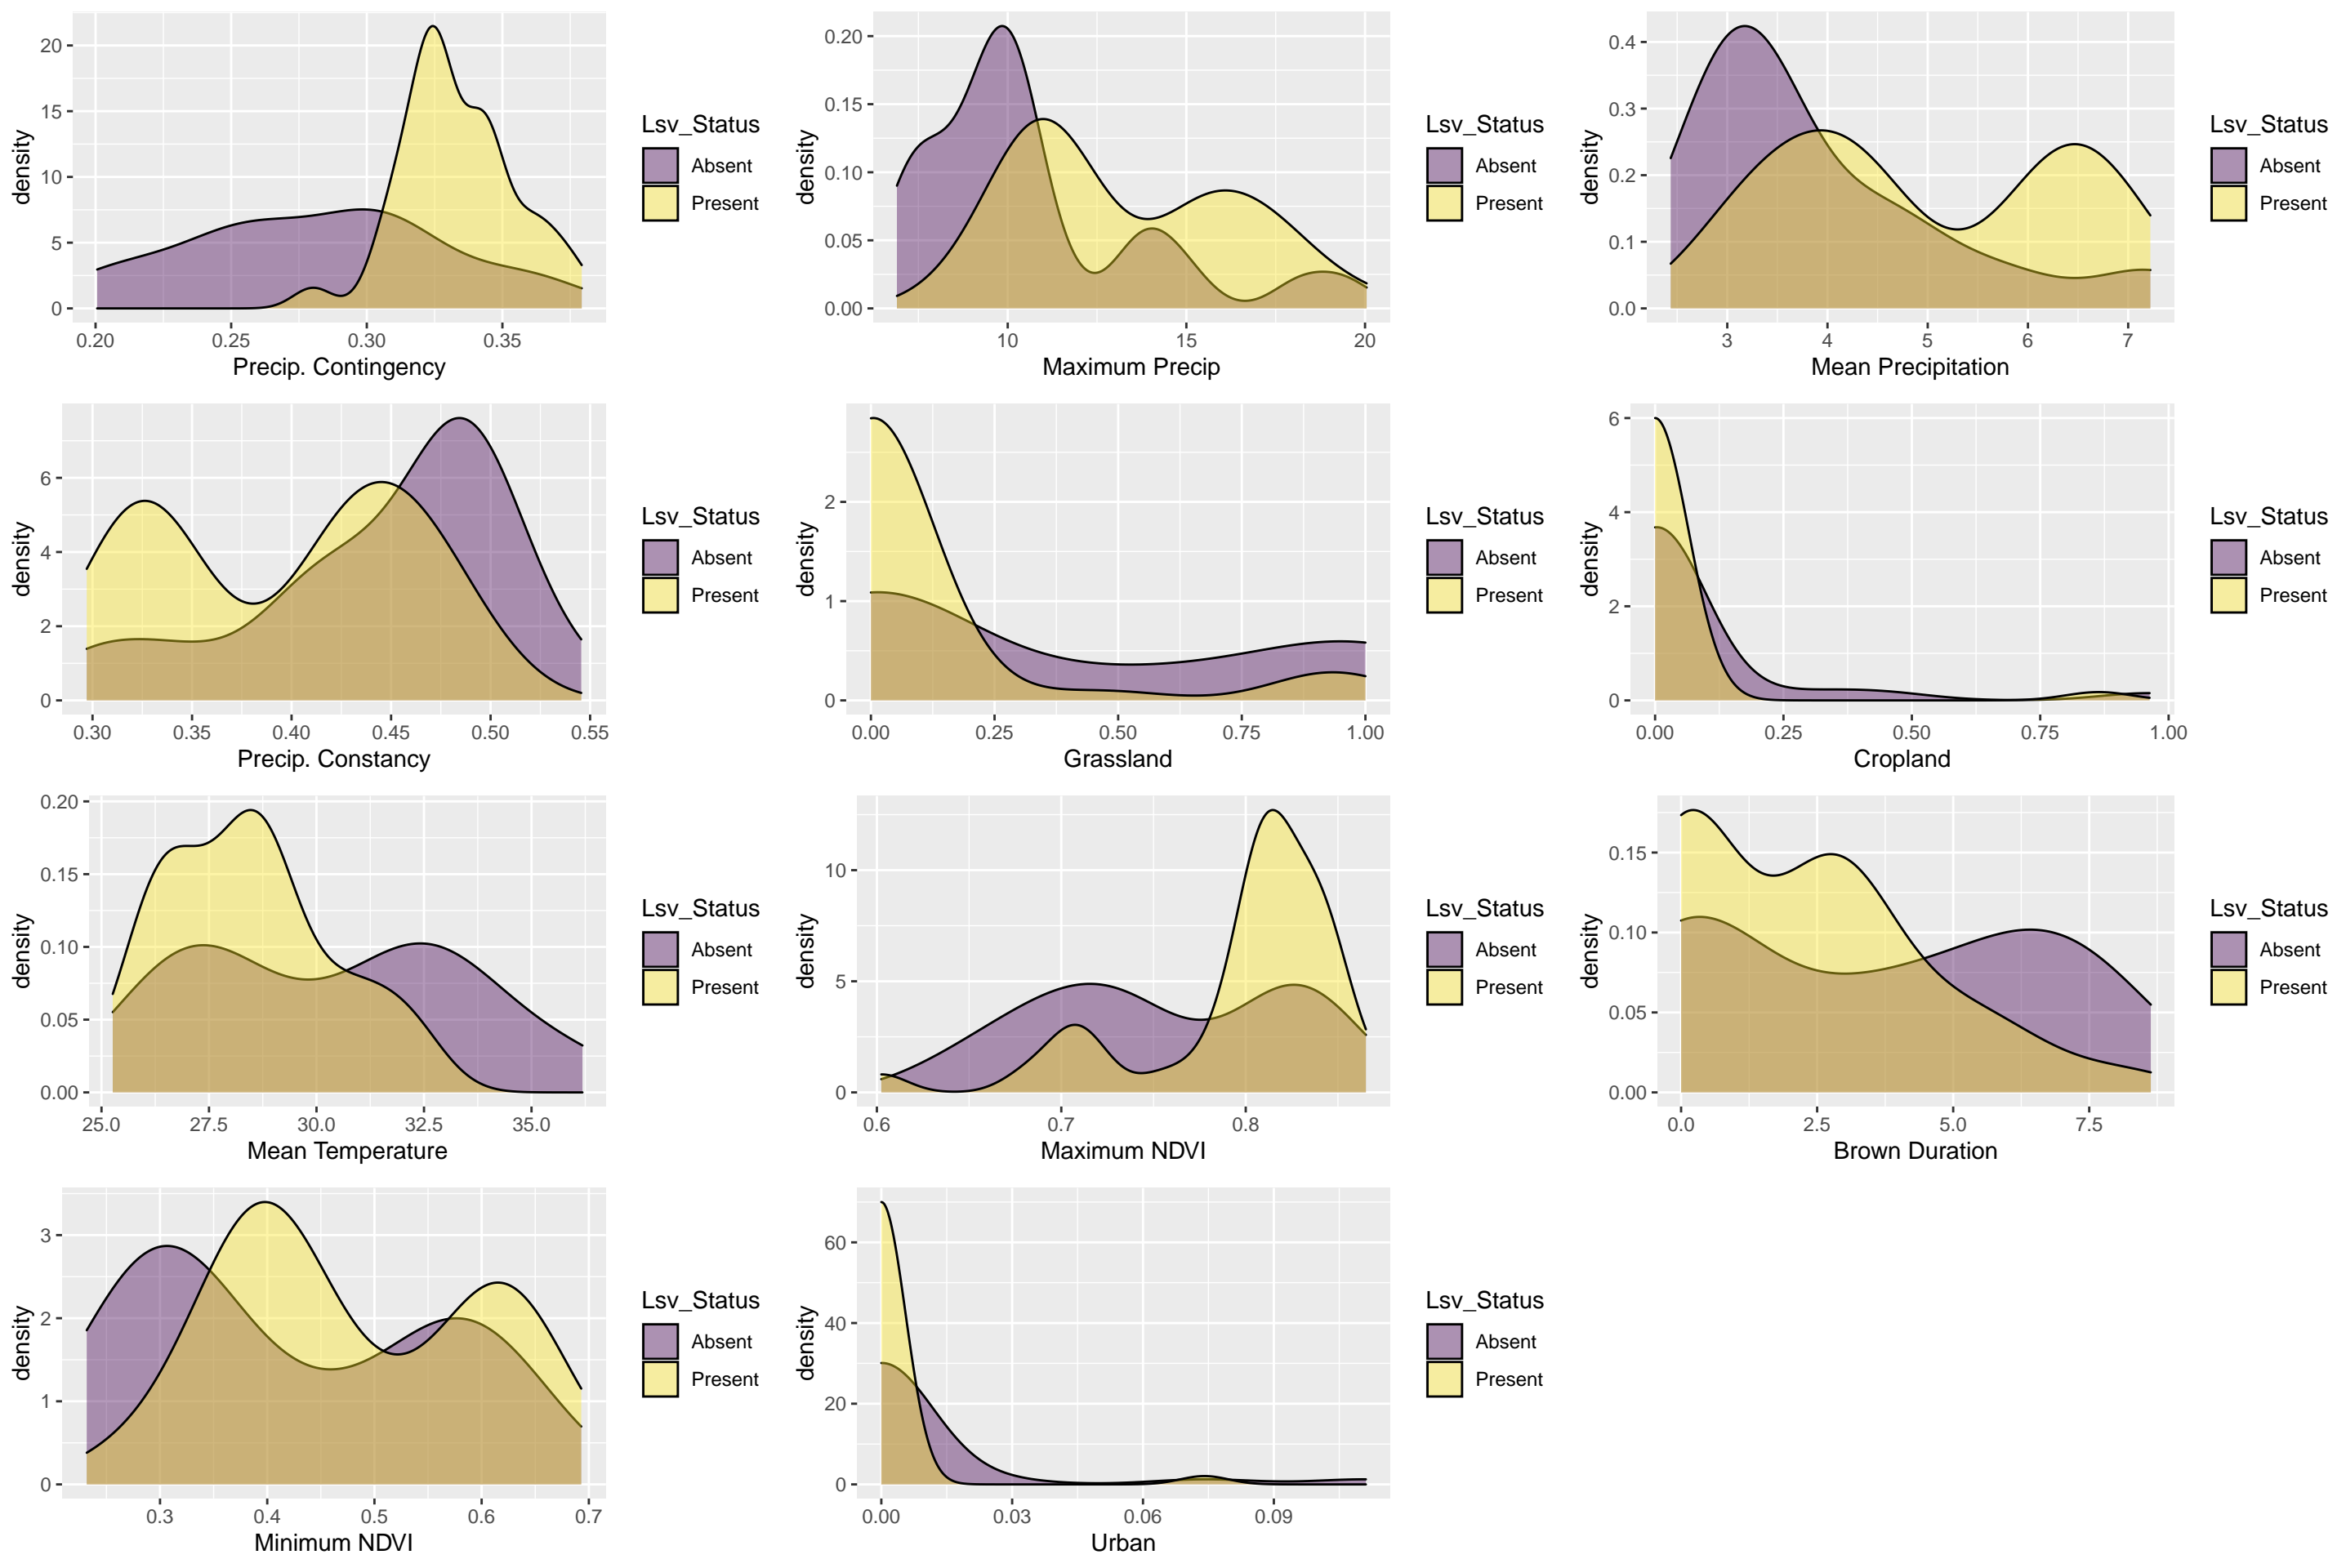 density
20
15
10
5
0
0.20 0.25 0.30 0.35
Precip. Contingency
Lsv_Status
Absent
Present
density
0.20
0.15
0.10
0.05
0.00
10 15 20
Maximum Precip
Lsv_Status
Absent
Present
density
0.4
0.3
0.2
0.1
0.0
3 4 5 6 7
Mean Precipitation
Lsv_Status
Absent
Present
density
6
4
2
0
0.30 0.35 0.40 0.45 0.50 0.55
Precip. Constancy
Lsv_Status
Absent
Present
density
2
1
0
0.00 0.25 0.50 0.75 1.00
Grassland
Lsv_Status
Absent
Present
density
6
4
2
0
0.00 0.25 0.50 0.75 1.00
Cropland
Lsv_Status
Absent
Present
density
0.20
0.15
0.10
0.05
0.00
25.0 27.5 30.0 32.5 35.0
Mean Temperature
Lsv_Status
Absent
Present
density
10
5
0
0.6 0.7 0.8
Maximum NDVI
Lsv_Status
Absent
Present
density
0.15
0.10
0.05
0.00
0.0 2.5 5.0 7.5
Brown Duration
Lsv_Status
Absent
Present
density
3
2
1
0
0.3 0.4 0.5 0.6 0.7
Minimum NDVI
Lsv_Status
Absent
Present
density
60
40
20
0
0.00 0.03 0.06 0.09
Urban
Lsv_Status
Absent
Present